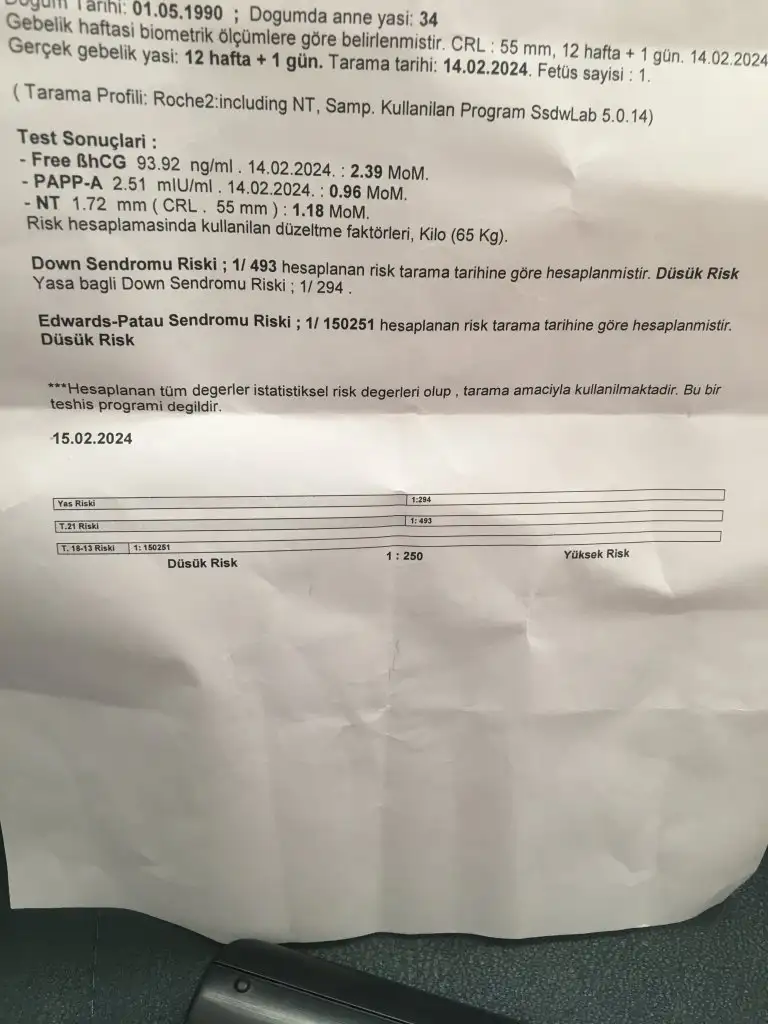 Dogum Tarihi: 01.05.1990 ; Dogumda anne yasi: 34
Gebelik haftasi biometrik ölçümlere göre belirlenmistir. CRL : 55 mm, 12 hafta + 1 gün. 14.02.2024
Gerçek gebelik yasi: 12 hafta + 1 gün. Tarama tarihi: 14.02.2024. Fetüs sayisi : 1.
( Tarama Profili: Roche2:including NT, Samp. Kullanilan Program SsdwLab 5.0.14)
Test Sonuçlari :
- Free ßhCG 93.92 ng/ml . 14.02.2024. : 2.39 MoM.
- PAPP-A 2.51 mIU/ml . 14.02.2024. : 0.96 MoM.
- NT 1.72 mm ( CRL . 55 mm ) : 1.18 MoM.
Risk hesaplamasinda kullanilan düzeltme faktörleri, Kilo (65 Kg).
Down Sendromu Riski ; 1/ 493 hesaplanan risk tarama tarihine göre hesaplanmistir. Düsük Risk
Yasa bagli Down Sendromu Riski ; 1/ 294 .
Edwards-Patau Sendromu Riski ; 1/ 150251 hesaplanan risk tarama tarihine göre hesaplanmistir.
Düsük Risk
***Hesaplanan tüm degerler istatistiksel risk degerleri olup , tarama amaciyla kullanilmaktadir. Bu bir
teshis programi degildir.
15.02.2024
Yas Riski 1:294
T.21 Riski 1: 493
T. 18-13 Riski 1: 150251
Düsük Risk 1 : 250 Yüksek Risk